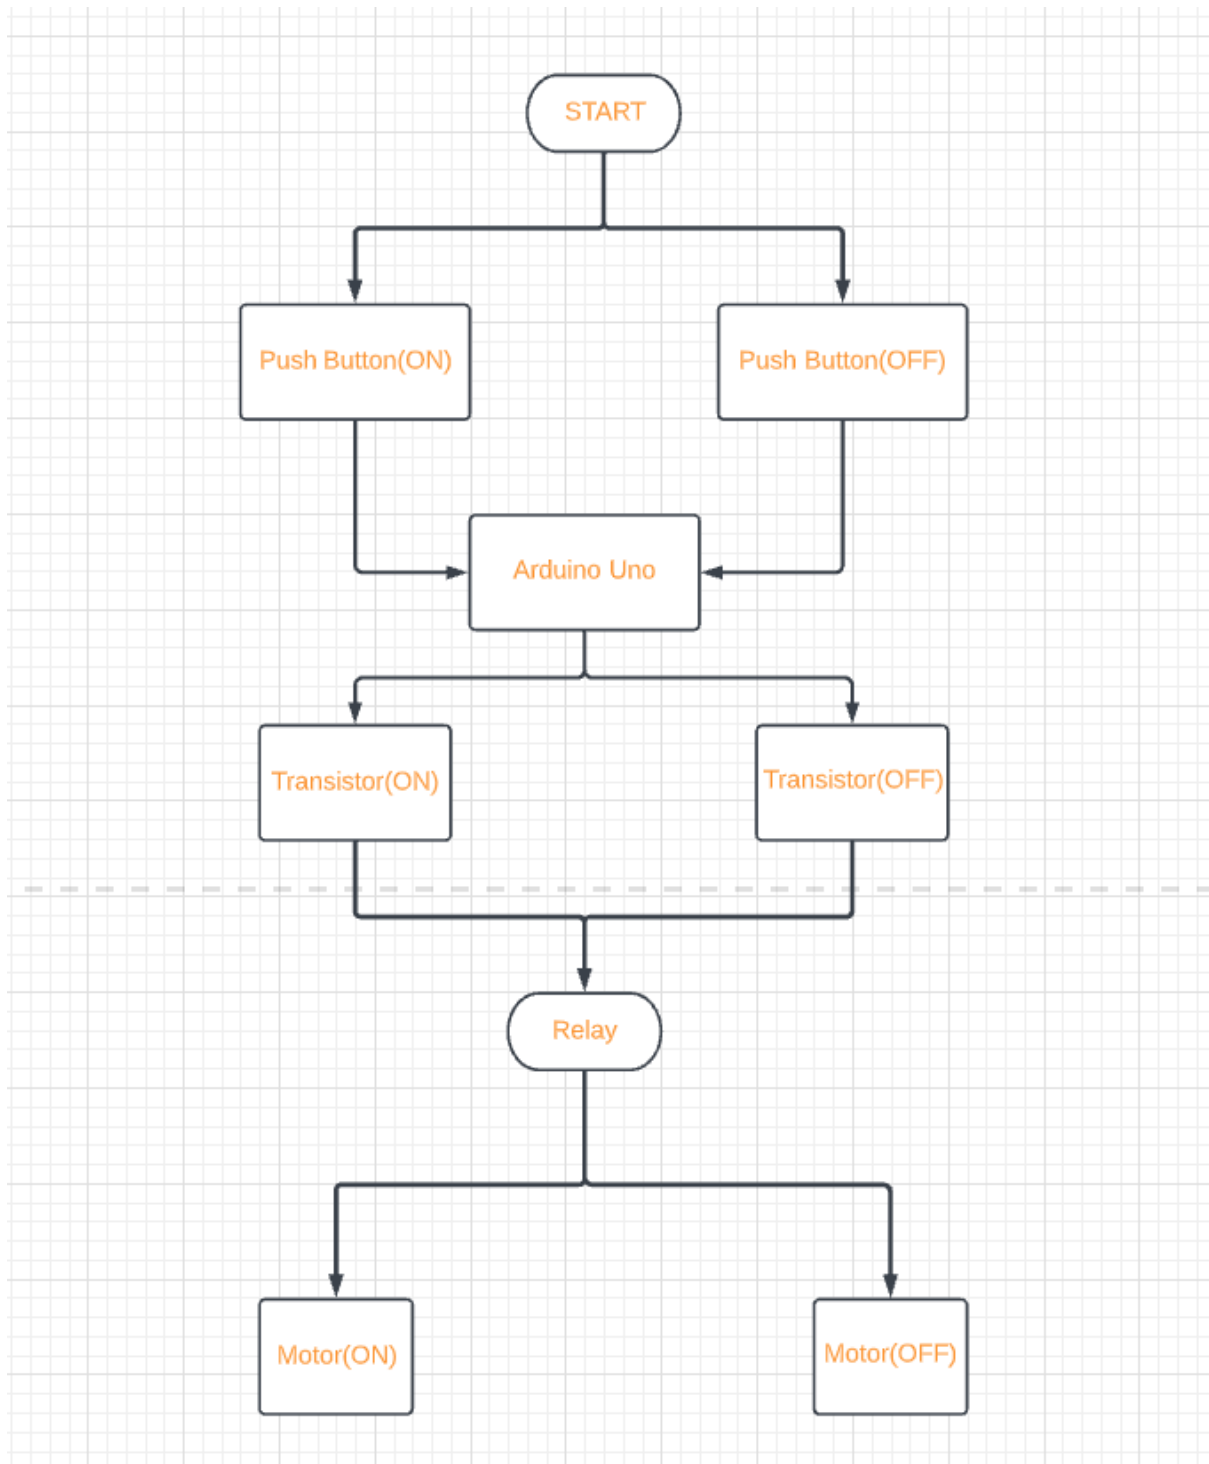 START
Push Button(ON)
Push Button(OFF)
Arduino Uno
Transistor(ON)
Transistor(OFF)
Relay
Motor(ON)
Motor(OFF)